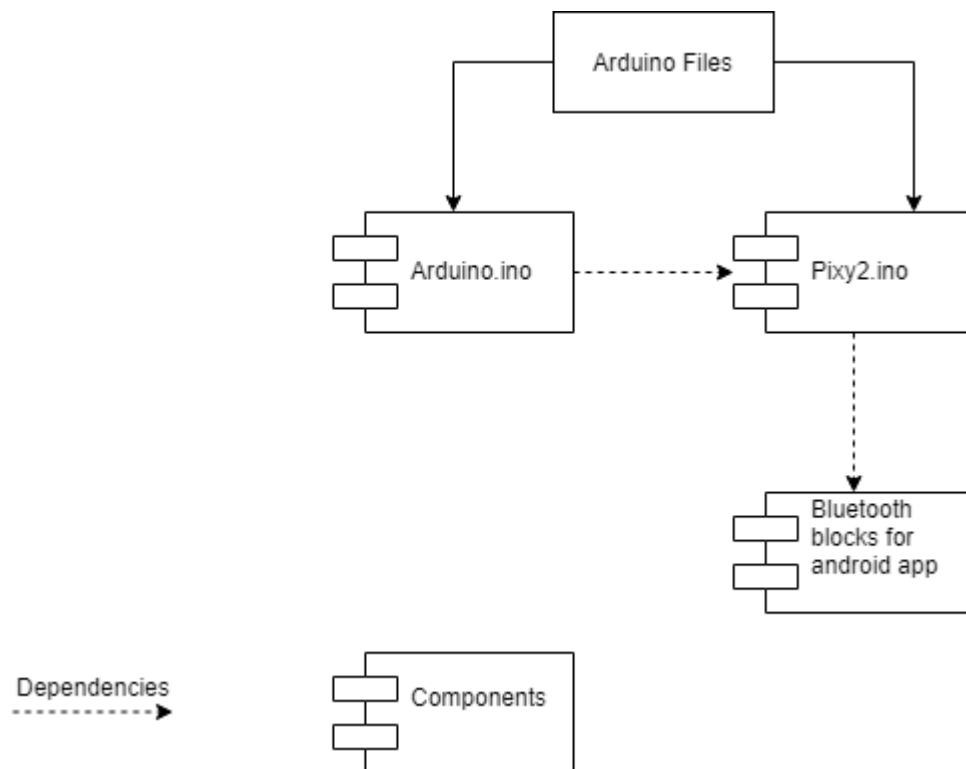 Arduino Files
Arduino.ino
Pixy2.ino
Bluetooth
blocks for
android app
Dependencies
Components